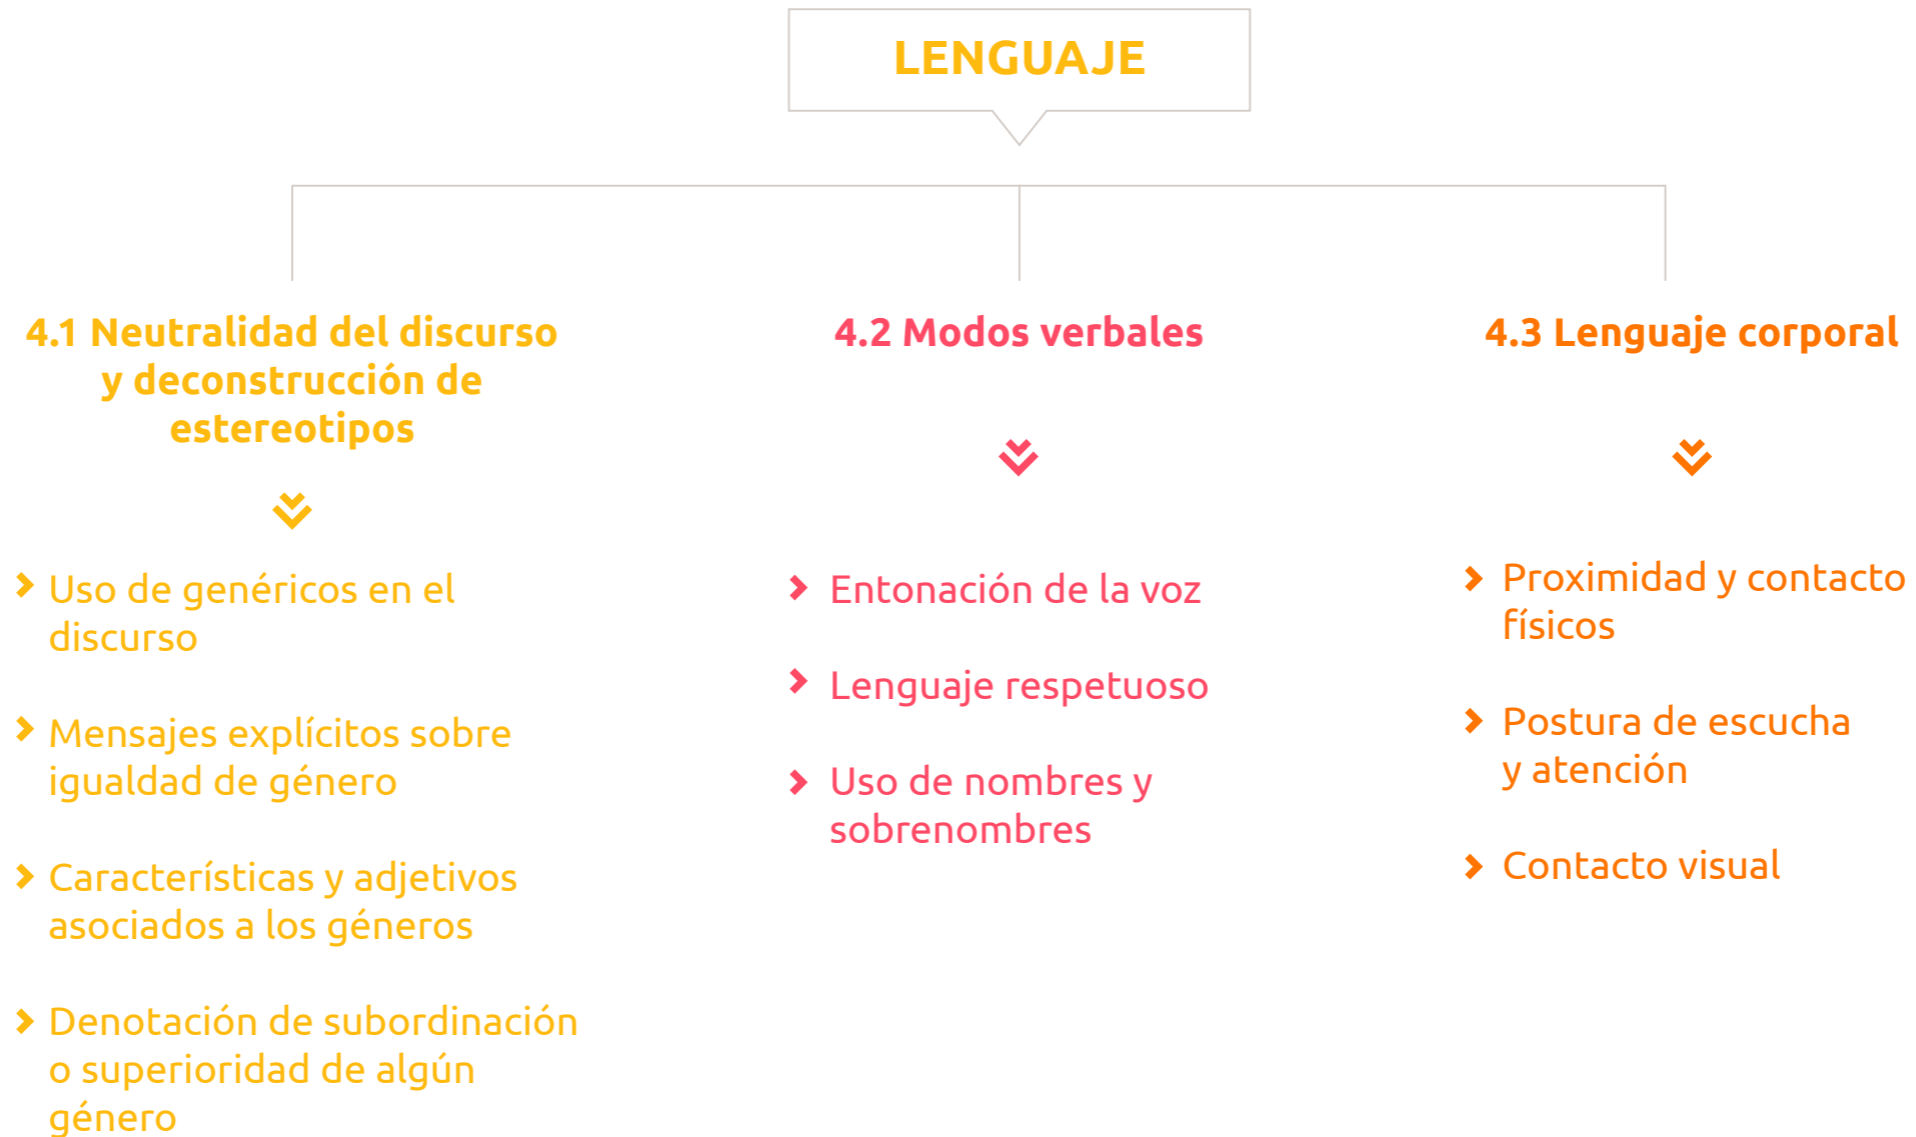 LENGUAJE
4.1 Neutralidad del discurso
y deconstrucción de
estereotipos
Uso de genéricos en el
discurso
Mensajes explícitos sobre
igualdad de género
Características y adjetivos
asociados a los géneros
Denotación de subordinación
o superioridad de algún
género
4.2 Modos verbales
Entonación de la voz
Lenguaje respetuoso
Uso de nombres y
sobrenombres
4.3 Lenguaje corporal
Proximidad y contacto
físicos
Postura de escucha
y atención
Contacto visual